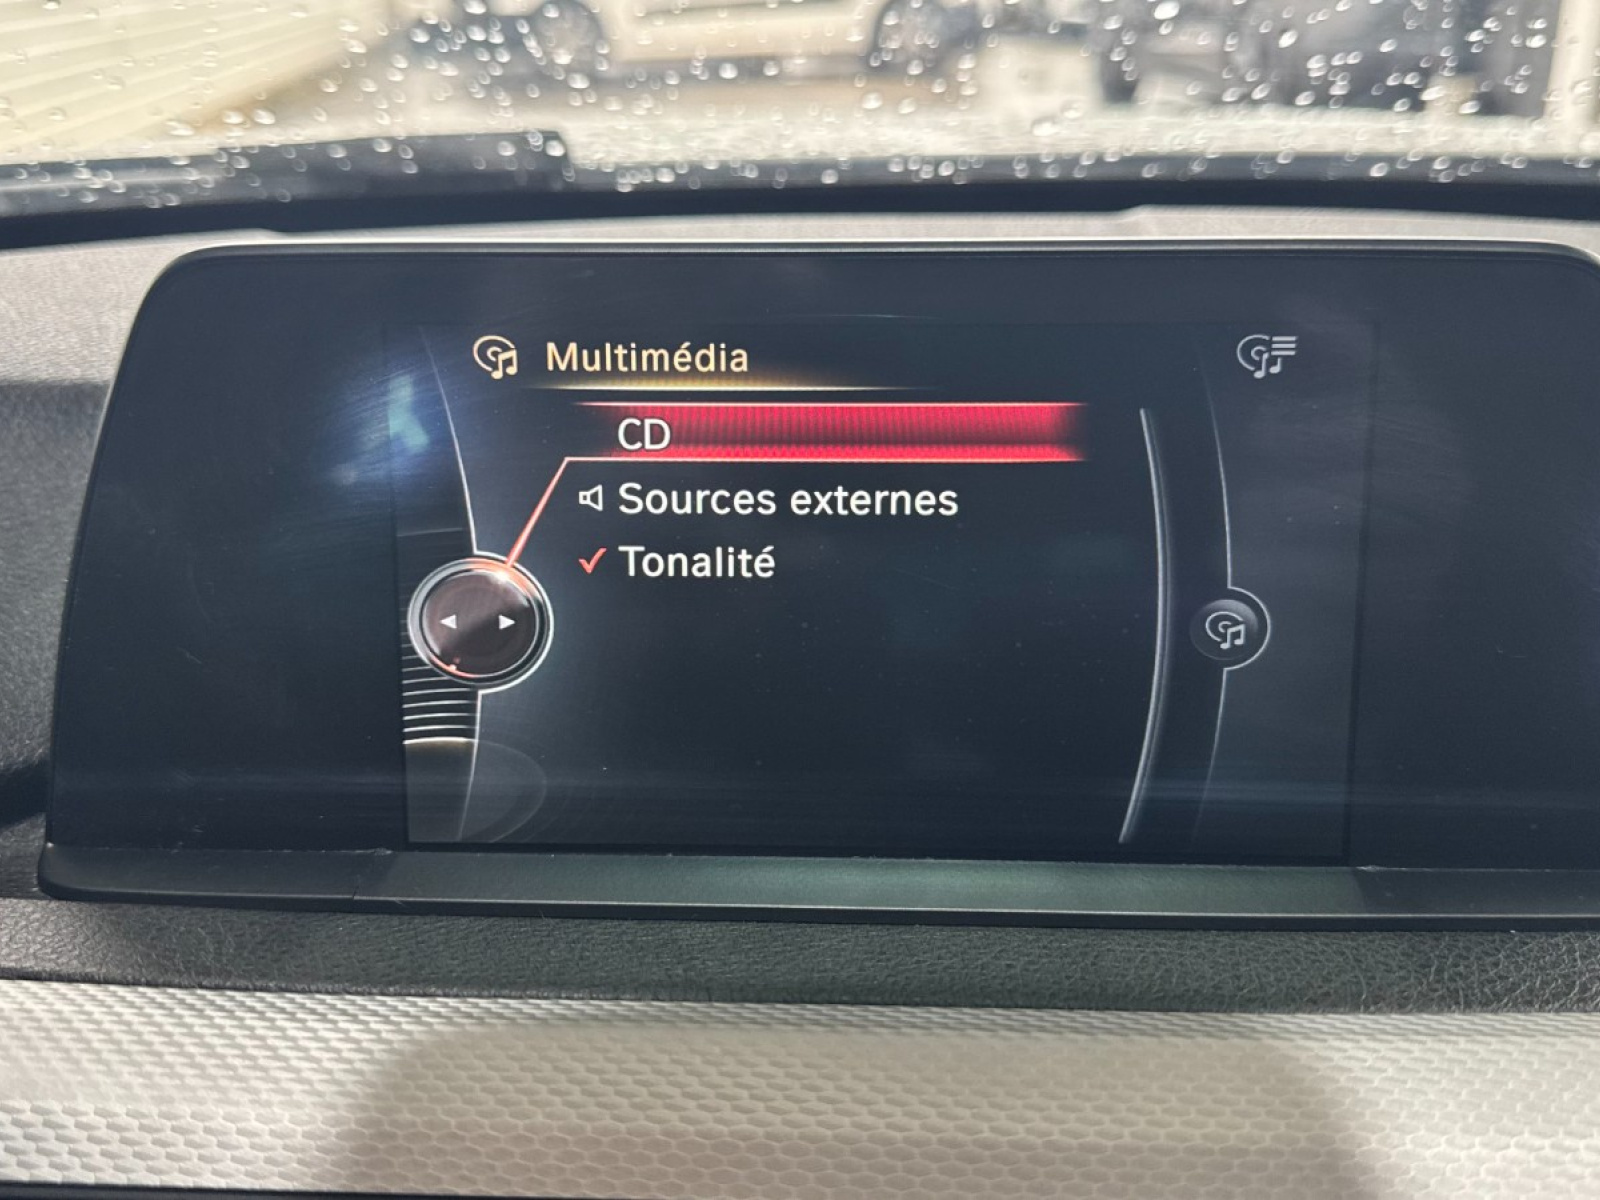 Multimédia
CD
Sources externes
Tonalité